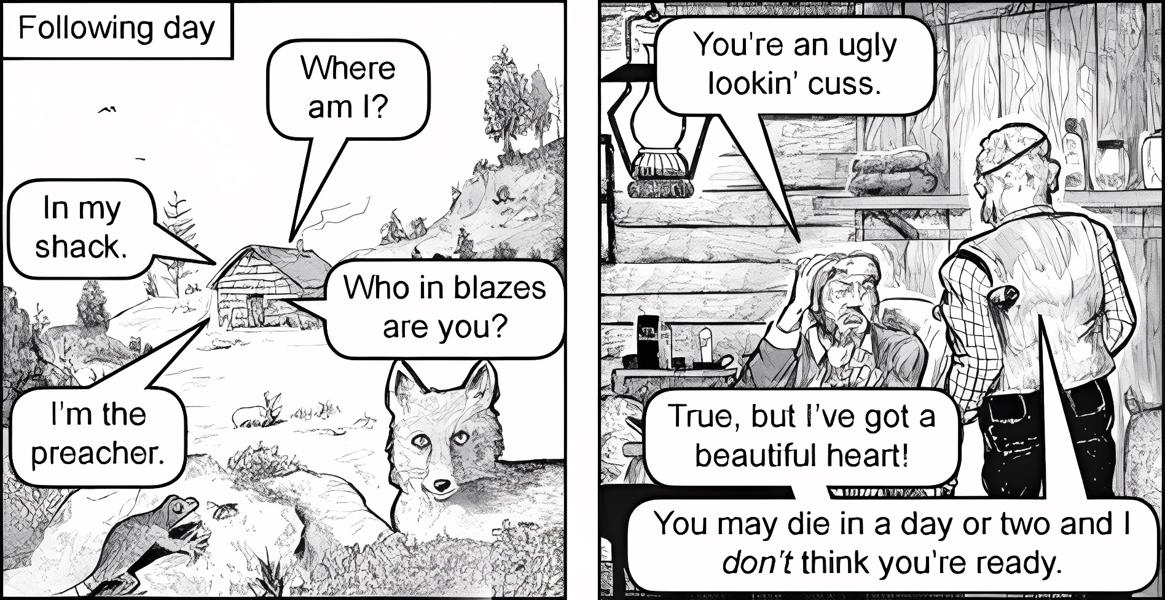 Following day
Where
am I?
In my
shack.
Who in blazes
are you?
I'm the
preacher.
You're an ugly
lookin' cuss.
True, but I've got a
beautiful heart!
You may die in a day or two and I
don't think you're ready.